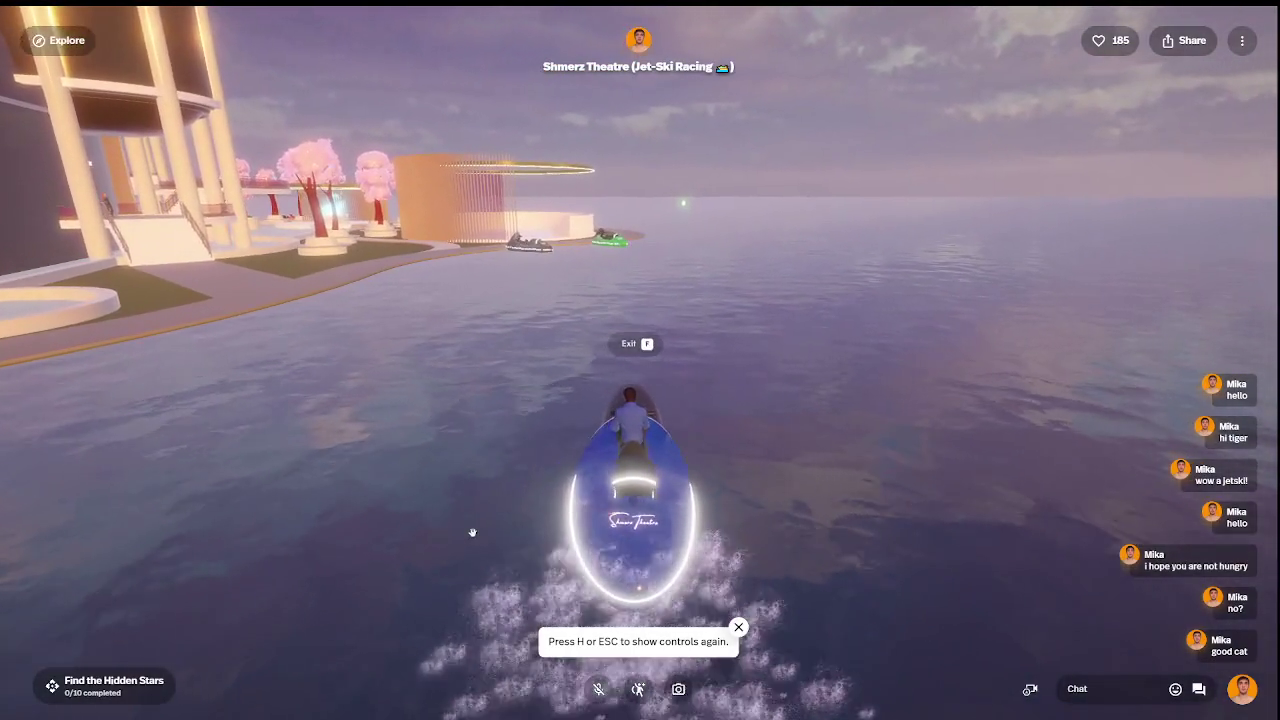 Explore
Shmerz Theatre (Jet-Ski Racing 🚤)
185
Share
Exit F
Shmerz Theatre
Mika
hello
Mika
hi tiger
Mika
wow a jetski!
Mika
hello
Mika
i hope you are not hungry
Mika
no?
Mika
good cat
Press H or ESC to show controls again.
Find the Hidden Stars
0/10 completed
Chat